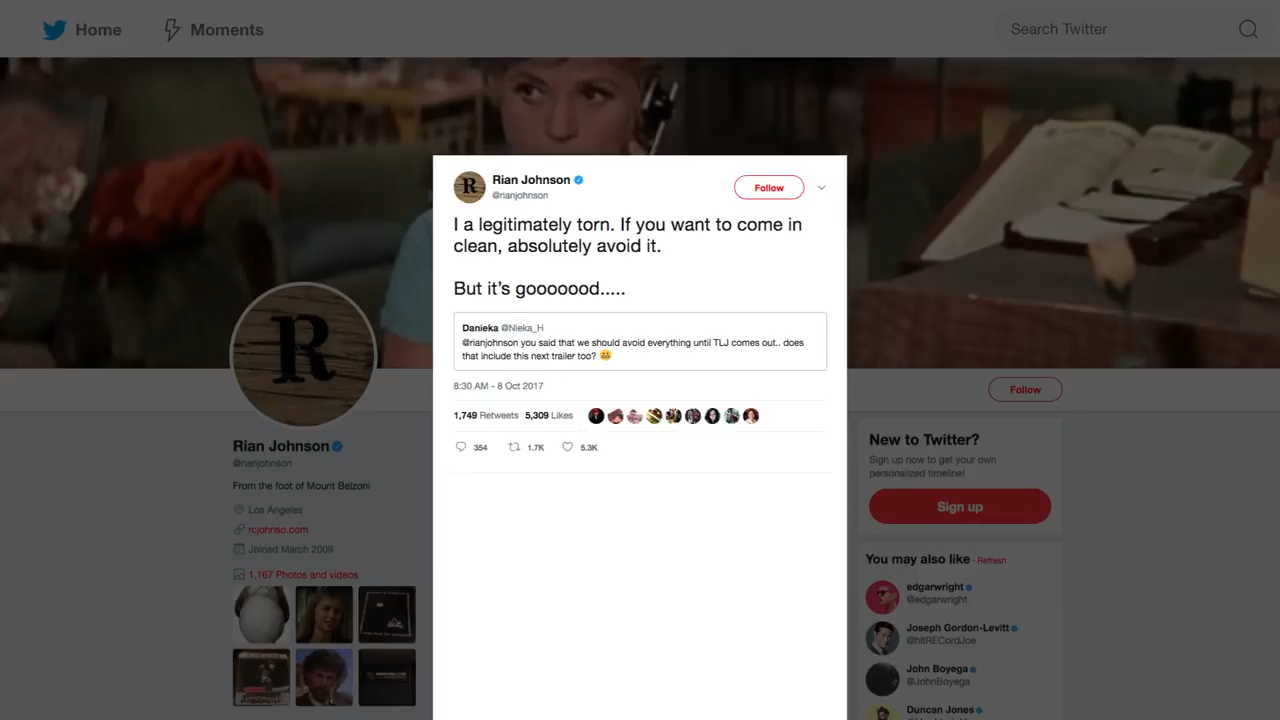 Home
Moments
Search Twitter
R
Rian Johnson
@rianjohnson
Follow
I a legitimately torn. If you want to come in
clean, absolutely avoid it.
But it's gooooood.....
Danieka @Nieka_H
@rianjohnson you said that we should avoid everything until TLJ comes out.. does
that include this next trailer too?
8:30 AM - 8 Oct 2017
1,749 Retweets 5,309 Likes
354 1.7K 5.3K
R
Rian Johnson
@rianjohnson
From the foot of Mount Belzoni
Los Angeles
rcjohnso.com
Joined March 2009
1,167 Photos and videos
Follow
New to Twitter?
Sign up now to get your own
personalized timeline!
Sign up
You may also like · Refresh
edgarwright
@edgarwright
Joseph Gordon-Levitt
@hitRECordJoe
John Boyega
@JohnBoyega
Duncan Jones